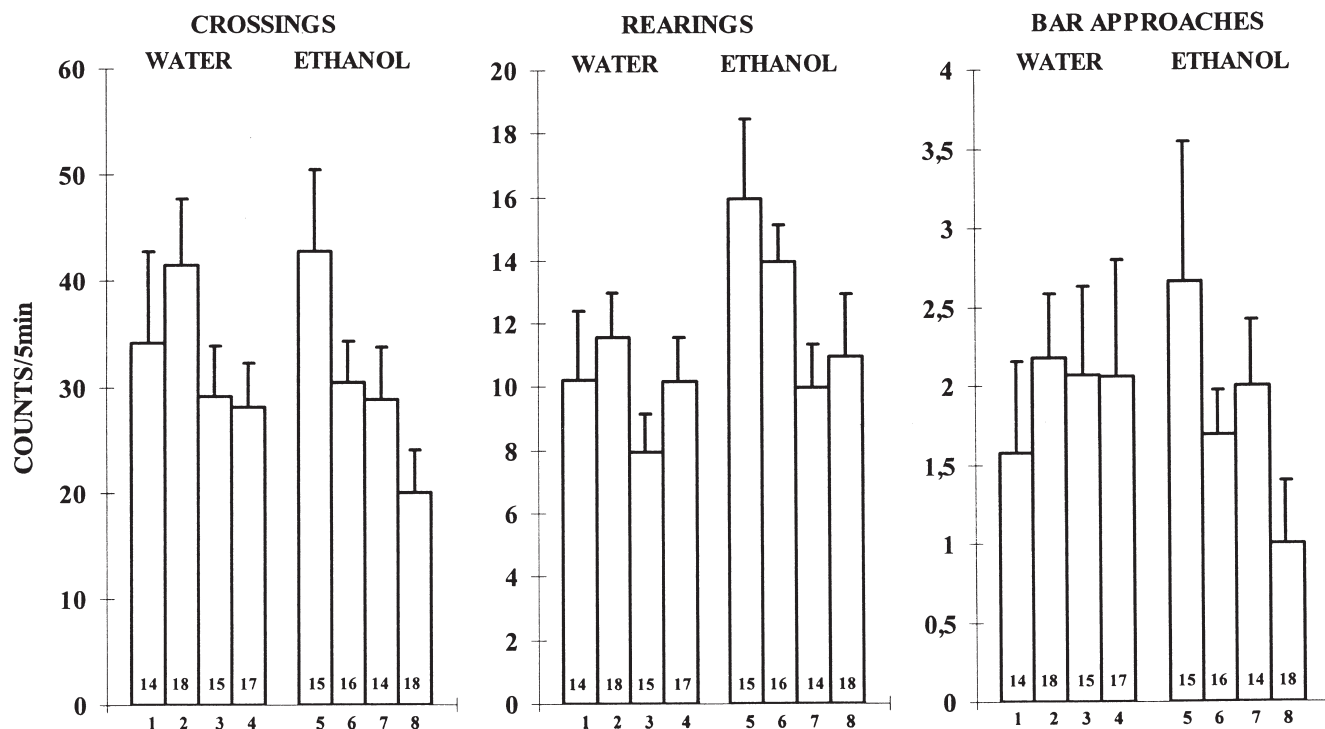 CROSSINGS
WATER ETHANOL
60
50
40
30
20
10
0
COUNTS/5min
14 18 15 17 15 16 14 18
1 2 3 4 5 6 7 8
REARINGS
WATER ETHANOL
20
18
16
14
12
10
8
6
4
2
0
14 18 15 17 15 16 14 18
1 2 3 4 5 6 7 8
BAR APPROACHES
WATER ETHANOL
4
3,5
3
2,5
2
1,5
1
0,5
0
14 18 15 17 15 16 14 18
1 2 3 4 5 6 7 8